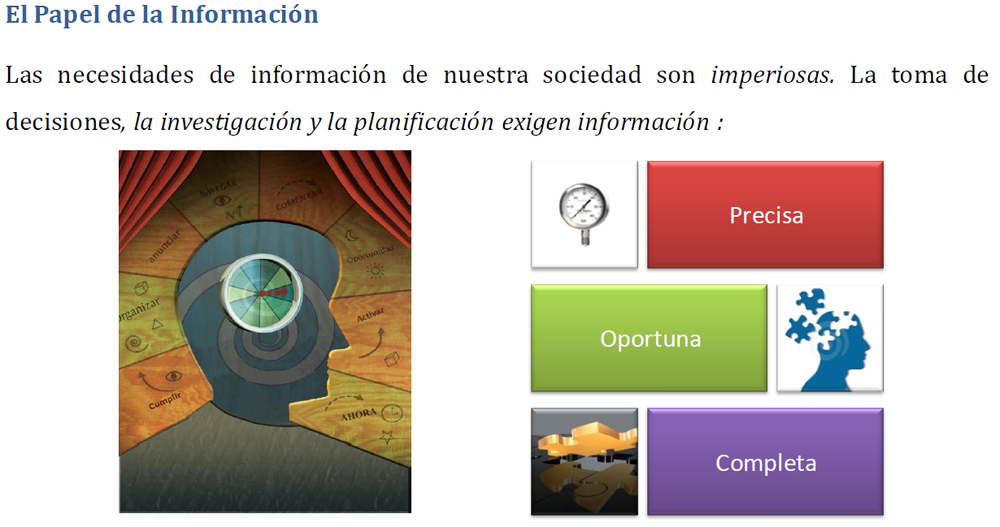 El Papel de la Información
Las necesidades de información de nuestra sociedad son imperiosas. La toma de
decisiones, la investigación y la planificación exigen información :
NAVEGAR
N
COMENZAR
anunciar
Oportunidad
organizar
Activar
Cumplir
AHORA
Precisa
Oportuna
Completa